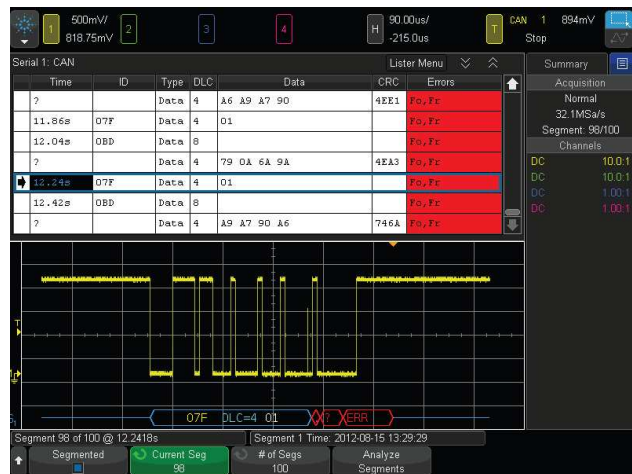 1 500mV/ 818.75mV 2 3 4 H 90.00us/ -215.0us T CAN 1 894mV Stop
Serial 1: CAN Lister Menu
Time ID Type DLC Data CRC Errors
? Data 4 A6 A9 A7 90 4EE1 Fo,Fr
11.86s 07F Data 4 01 Fo,Fr
12.04s 0BD Data 8 Fo,Fr
? Data 4 79 0A 6A 9A 4EA3 Fo,Fr
12.24s 07F Data 4 01 Fo,Fr
12.42s 0BD Data 8 Fo,Fr
? Data 4 A9 A7 90 A6 746A Fo,Fr
Summary
Acquisition
Normal
32.1MSa/s
Segment: 98/100
Channels
DC 10.0:1
DC 10.0:1
DC 1.00:1
DC 1.00:1
T
S1 07F DLC=4 01 ? ERR
Segment 98 of 100 @ 12.2418s Segment 1 Time: 2012-08-15 13:29:29
Segmented
Current Seg
98
# of Segs
100
Analyze
Segments